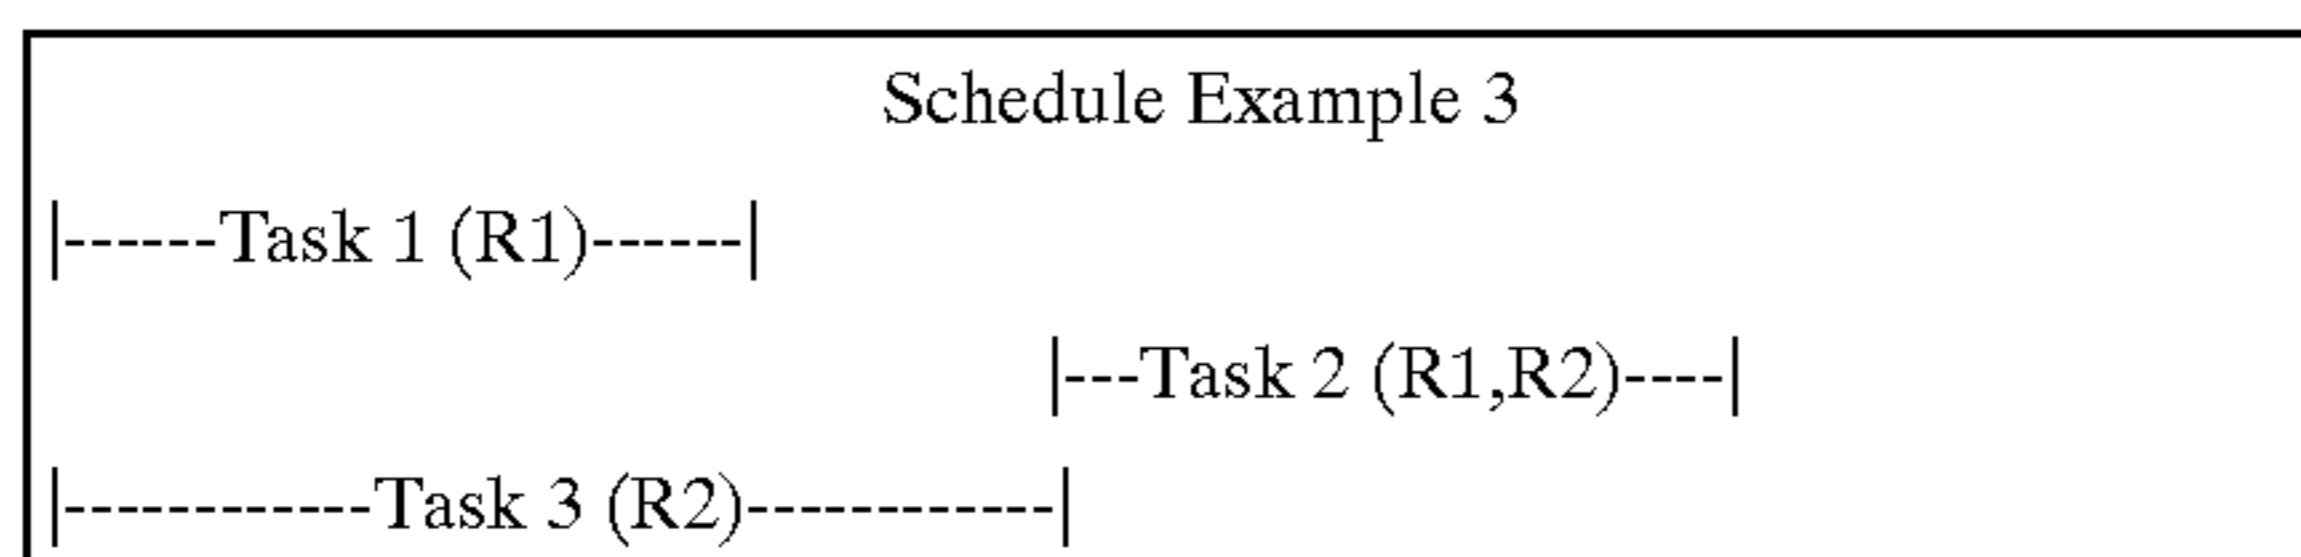 Schedule Example 3
|------Task 1 (R1)------|
|---Task 2 (R1,R2)----|
|------------Task 3 (R2)------------|